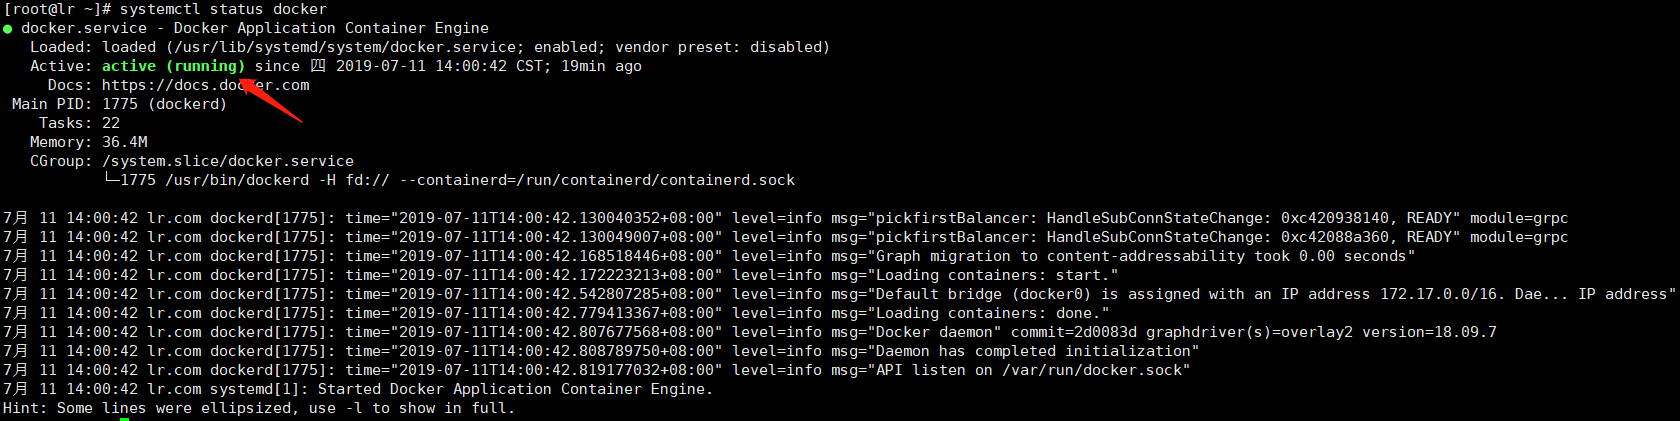 [root@lr ~]# systemctl status docker
● docker.service - Docker Application Container Engine
   Loaded: loaded (/usr/lib/systemd/system/docker.service; enabled; vendor preset: disabled)
   Active: active (running) since 四 2019-07-11 14:00:42 CST; 19min ago
     Docs: https://docs.docker.com
 Main PID: 1775 (dockerd)
    Tasks: 22
   Memory: 36.4M
   CGroup: /system.slice/docker.service
           └─1775 /usr/bin/dockerd -H fd:// --containerd=/run/containerd/containerd.sock

7月 11 14:00:42 lr.com dockerd[1775]: time="2019-07-11T14:00:42.130040352+08:00" level=info msg="pickfirstBalancer: HandleSubConnStateChange: 0xc420938140, READY" module=grpc
7月 11 14:00:42 lr.com dockerd[1775]: time="2019-07-11T14:00:42.130049007+08:00" level=info msg="pickfirstBalancer: HandleSubConnStateChange: 0xc42088a360, READY" module=grpc
7月 11 14:00:42 lr.com dockerd[1775]: time="2019-07-11T14:00:42.168518446+08:00" level=info msg="Graph migration to content-addressability took 0.00 seconds"
7月 11 14:00:42 lr.com dockerd[1775]: time="2019-07-11T14:00:42.172223213+08:00" level=info msg="Loading containers: start."
7月 11 14:00:42 lr.com dockerd[1775]: time="2019-07-11T14:00:42.542807285+08:00" level=info msg="Default bridge (docker0) is assigned with an IP address 172.17.0.0/16. Dae... IP address"
7月 11 14:00:42 lr.com dockerd[1775]: time="2019-07-11T14:00:42.779413367+08:00" level=info msg="Loading containers: done."
7月 11 14:00:42 lr.com dockerd[1775]: time="2019-07-11T14:00:42.807677568+08:00" level=info msg="Docker daemon" commit=2d0083d graphdriver(s)=overlay2 version=18.09.7
7月 11 14:00:42 lr.com dockerd[1775]: time="2019-07-11T14:00:42.808789750+08:00" level=info msg="Daemon has completed initialization"
7月 11 14:00:42 lr.com dockerd[1775]: time="2019-07-11T14:00:42.819177032+08:00" level=info msg="API listen on /var/run/docker.sock"
7月 11 14:00:42 lr.com systemd[1]: Started Docker Application Container Engine.
Hint: Some lines were ellipsized, use -l to show in full.